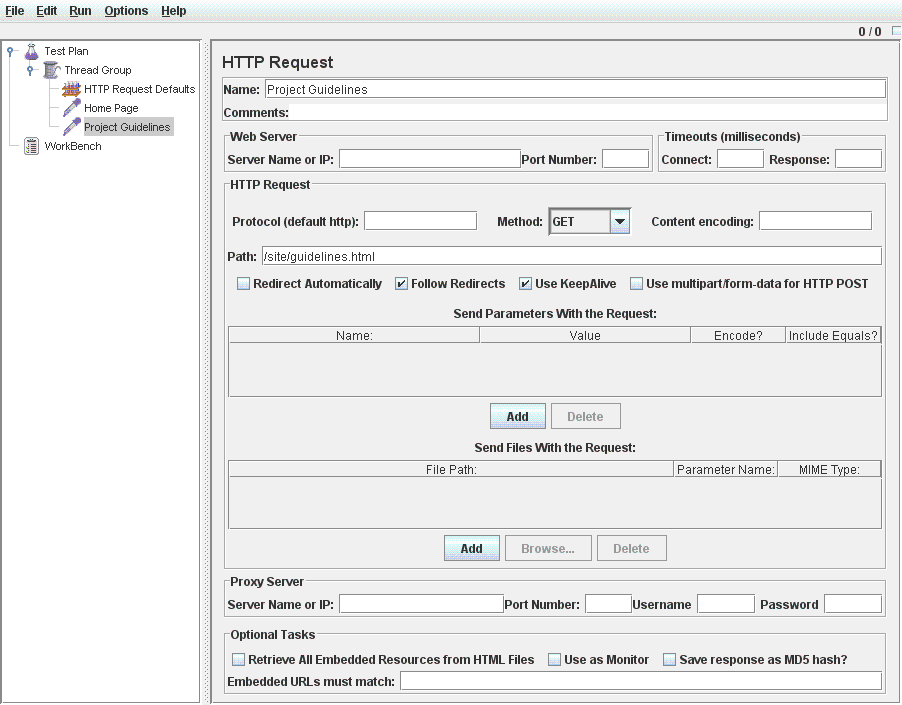 File Edit Run Options Help
0 / 0
Test Plan
Thread Group
HTTP Request Defaults
Home Page
Project Guidelines
WorkBench
HTTP Request
Name: Project Guidelines
Comments:
Web Server
Server Name or IP: Port Number:
Timeouts (milliseconds)
Connect: Response:
HTTP Request
Protocol (default http): Method: GET Content encoding:
Path: /site/guidelines.html
Redirect Automatically Follow Redirects Use KeepAlive Use multipart/form-data for HTTP POST
Send Parameters With the Request:
Name: Value Encode? Include Equals?
Add Delete
Send Files With the Request:
File Path: Parameter Name: MIME Type:
Add Browse... Delete
Proxy Server
Server Name or IP: Port Number: Username Password
Optional Tasks
Retrieve All Embedded Resources from HTML Files Use as Monitor Save response as MD5 hash?
Embedded URLs must match: